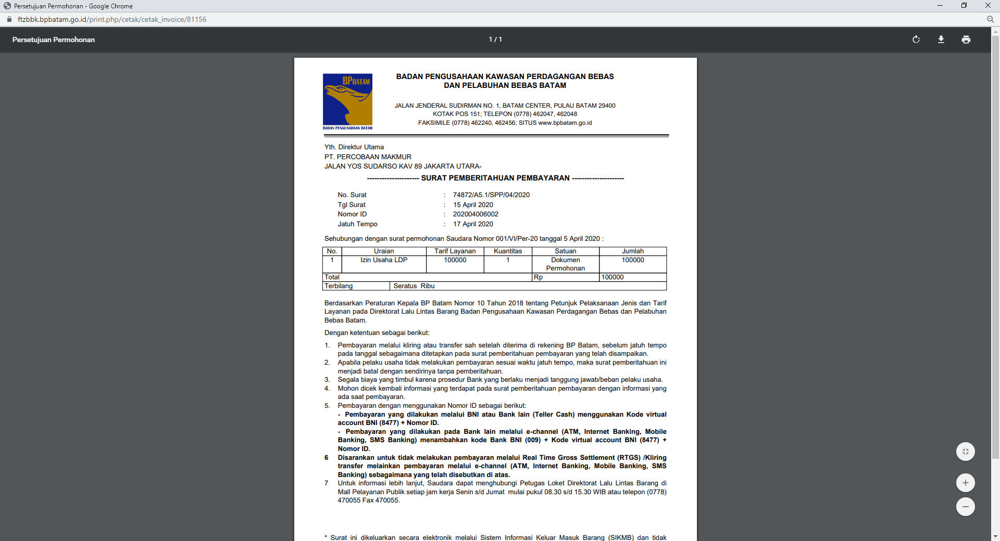 Persetujuan Permohonan - Google Chrome
ftzbbk.bpbatam.go.id/print.php/cetak/cetak_invoice/81156
Persetujuan Permohonan
1 / 1
BP BATAM
BADAN PENGUSAHAAN BATAM
BADAN PENGUSAHAAN KAWASAN PERDAGANGAN BEBAS
DAN PELABUHAN BEBAS BATAM
JALAN JENDERAL SUDIRMAN NO. 1, BATAM CENTER, PULAU BATAM 29400
KOTAK POS 151; TELEPON (0778) 462047, 462048
FAKSIMILE (0778) 462240, 462456; SITUS www.bpbatam.go.id
Yth. Direktur Utama
PT. PERCOBAAN MAKMUR
JALAN YOS SUDARSO KAV 89 JAKARTA UTARA-
--------------------- SURAT PEMBERITAHUAN PEMBAYARAN ---------------------
No. Surat : 74872/A5.1/SPP/04/2020
Tgl Surat : 15 April 2020
Nomor ID : 202004006002
Jatuh Tempo : 17 April 2020
Sehubungan dengan surat permohonan Saudara Nomor 001/VI/Per-20 tanggal 5 April 2020 :
No. Uraian Tarif Layanan Kuantitas Satuan Jumlah
1 Izin Usaha LDP 100000 1 Dokumen 100000
Permohonan
Total Rp 100000
Terbilang Seratus Ribu
Berdasarkan Peraturan Kepala BP Batam Nomor 10 Tahun 2018 tentang Petunjuk Pelaksanaan Jenis dan Tarif
Layanan pada Direktorat Lalu Lintas Barang Badan Pengusahaan Kawasan Perdagangan Bebas dan Pelabuhan
Bebas Batam.
Dengan ketentuan sebagai berikut:
1. Pembayaran melalui kliring atau transfer sah setelah diterima di rekening BP Batam, sebelum jatuh tempo
pada tanggal sebagaimana ditetapkan pada surat pemberitahuan pembayaran yang telah disampaikan.
2. Apabila pelaku usaha tidak melakukan pembayaran sesuai waktu jatuh tempo, maka surat pemberitahuan ini
menjadi batal dengan sendirinya tanpa pemberitahuan.
3. Segala biaya yang timbul karena prosedur Bank yang berlaku menjadi tanggung jawab/beban pelaku usaha.
4. Mohon dicek kembali informasi yang terdapat pada surat pemberitahuan pembayaran dengan informasi yang
ada saat pembayaran.
5. Pembayaran dengan menggunakan Nomor ID sebagai berikut:
- Pembayaran yang dilakukan melalui BNI atau Bank lain (Teller Cash) menggunakan Kode virtual
account BNI (8477) + Nomor ID.
- Pembayaran yang dilakukan pada Bank lain melalui e-channel (ATM, Internet Banking, Mobile
Banking, SMS Banking) menambahkan kode Bank BNI (009) + Kode virtual account BNI (8477) +
Nomor ID.
6 Disarankan untuk tidak melakukan pembayaran melalui Real Time Gross Settlement (RTGS) /Kliring
transfer melainkan pembayaran melalui e-channel (ATM, Internet Banking, Mobile Banking, SMS
Banking) sebagaimana yang telah disebutkan di atas.
7 Untuk informasi lebih lanjut, Saudara dapat menghubungi Petugas Loket Direktorat Lalu Lintas Barang di
Mall Pelayanan Publik setiap jam kerja Senin s/d Jumat mulai pukul 08.30 s/d 15.30 WIB atau telepon (0778)
470055 Fax 470055.
* Surat ini dikeluarkan secara elektronik melalui Sistem Informasi Keluar Masuk Barang (SIKMB) dan tidak